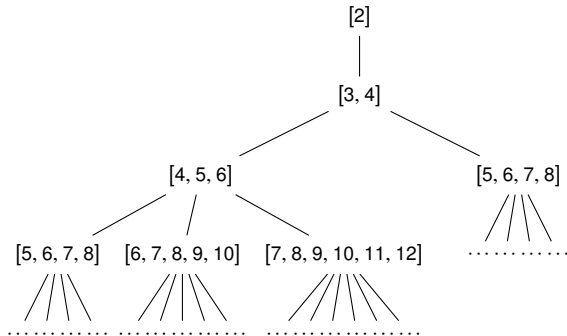 [2]
[3, 4]
[4, 5, 6] [5, 6, 7, 8]
[5, 6, 7, 8] [6, 7, 8, 9, 10] [7, 8, 9, 10, 11, 12] … … … …
… … … … … … … … … … … … … … …